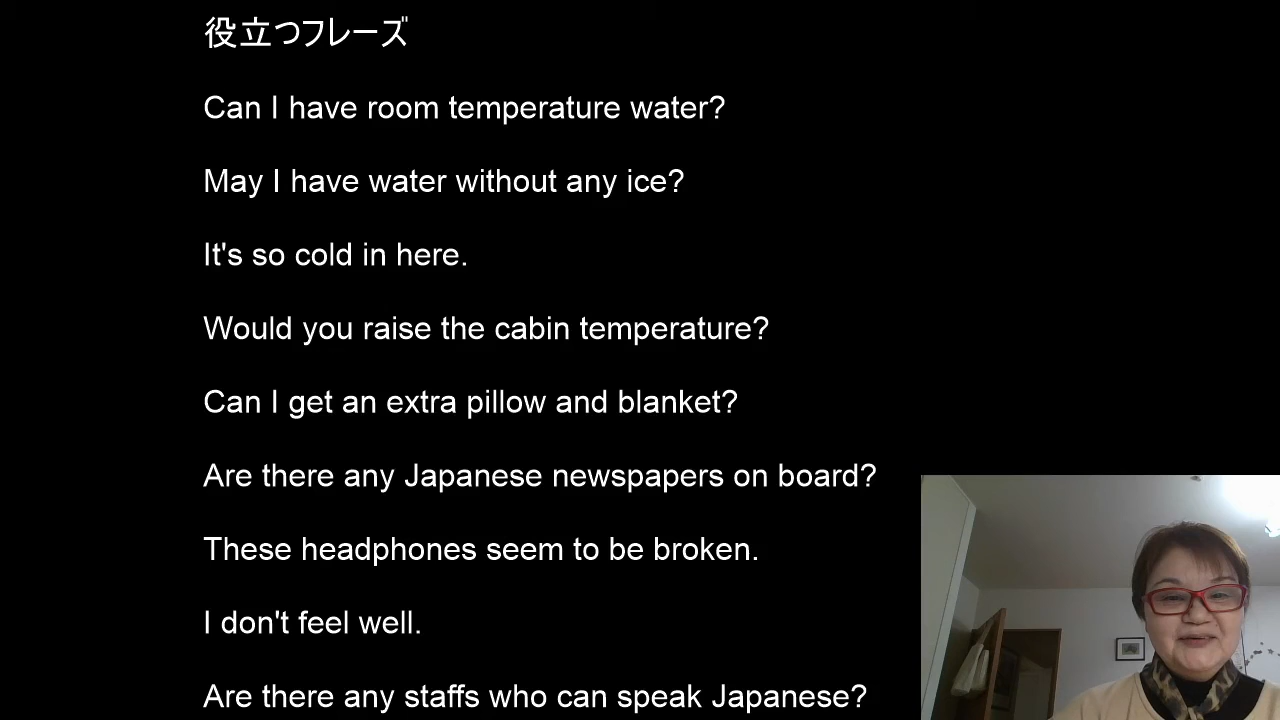 役立つフレーズ
Can I have room temperature water?
May I have water without any ice?
It's so cold in here.
Would you raise the cabin temperature?
Can I get an extra pillow and blanket?
Are there any Japanese newspapers on board?
These headphones seem to be broken.
I don't feel well.
Are there any staffs who can speak Japanese?